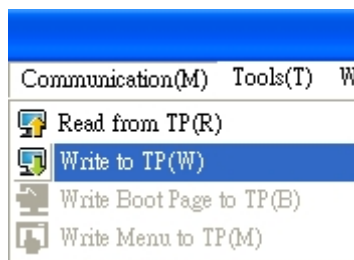 Communication(M) Tools(T) W
Read from TP(R)
Write to TP(W)
Write Boot Page to TP(B)
Write Menu to TP(M)